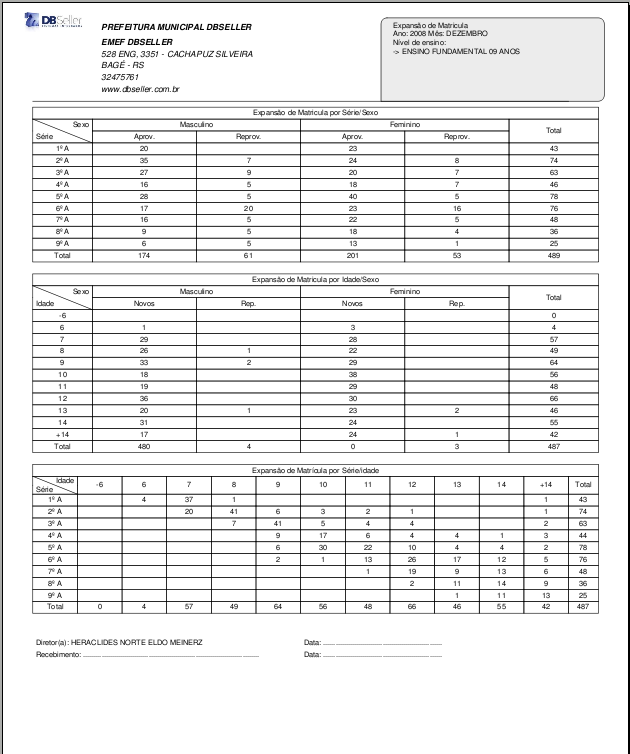 DBSeller
PREFEITURA MUNICIPAL DBSELLER
EMEF DBSELLER
528 ENG, 3351 - CACHAPUZ SILVEIRA
BAGÉ - RS
32475761
www.dbseller.com.br
Expansão de Matrícula
Ano: 2008 Mês: DEZEMBRO
Nível de ensino:
-> ENSINO FUNDAMENTAL 09 ANOS
Expansão de Matrícula por Série/Sexo
Sexo Masculino Feminino Total
Série Aprov. Reprov. Aprov. Reprov.
1º A 20 23 43
2º A 35 7 24 8 74
3º A 27 9 20 7 63
4º A 16 5 18 7 46
5º A 28 5 40 5 78
6º A 17 20 23 16 76
7º A 16 5 22 5 48
8º A 9 5 18 4 36
9º A 6 5 13 1 25
Total 174 61 201 53 489
Expansão de Matrícula por Idade/Sexo
Sexo Masculino Feminino Total
Idade Novos Rep. Novos Rep.
-6 0
6 1 3 4
7 29 28 57
8 26 1 22 49
9 33 2 29 64
10 18 38 56
11 19 29 48
12 36 30 66
13 20 1 23 2 46
14 31 24 55
+14 17 24 1 42
Total 480 4 0 3 487
Expansão de Matrícula por Série/idade
Idade -6 6 7 8 9 10 11 12 13 14 +14 Total
Série
1º A 4 37 1 1 43
2º A 20 41 6 3 2 1 1 74
3º A 7 41 5 4 4 2 63
4º A 9 17 6 4 4 1 3 44
5º A 6 30 22 10 4 4 2 78
6º A 2 1 13 26 17 12 5 76
7º A 1 19 9 13 6 48
8º A 2 11 14 9 36
9º A 1 11 13 25
Total 0 4 57 49 64 56 48 66 46 55 42 487
Diretor(a): HERACLIDES NORTE ELDO MEINERZ Data:
Recebimento: Data: